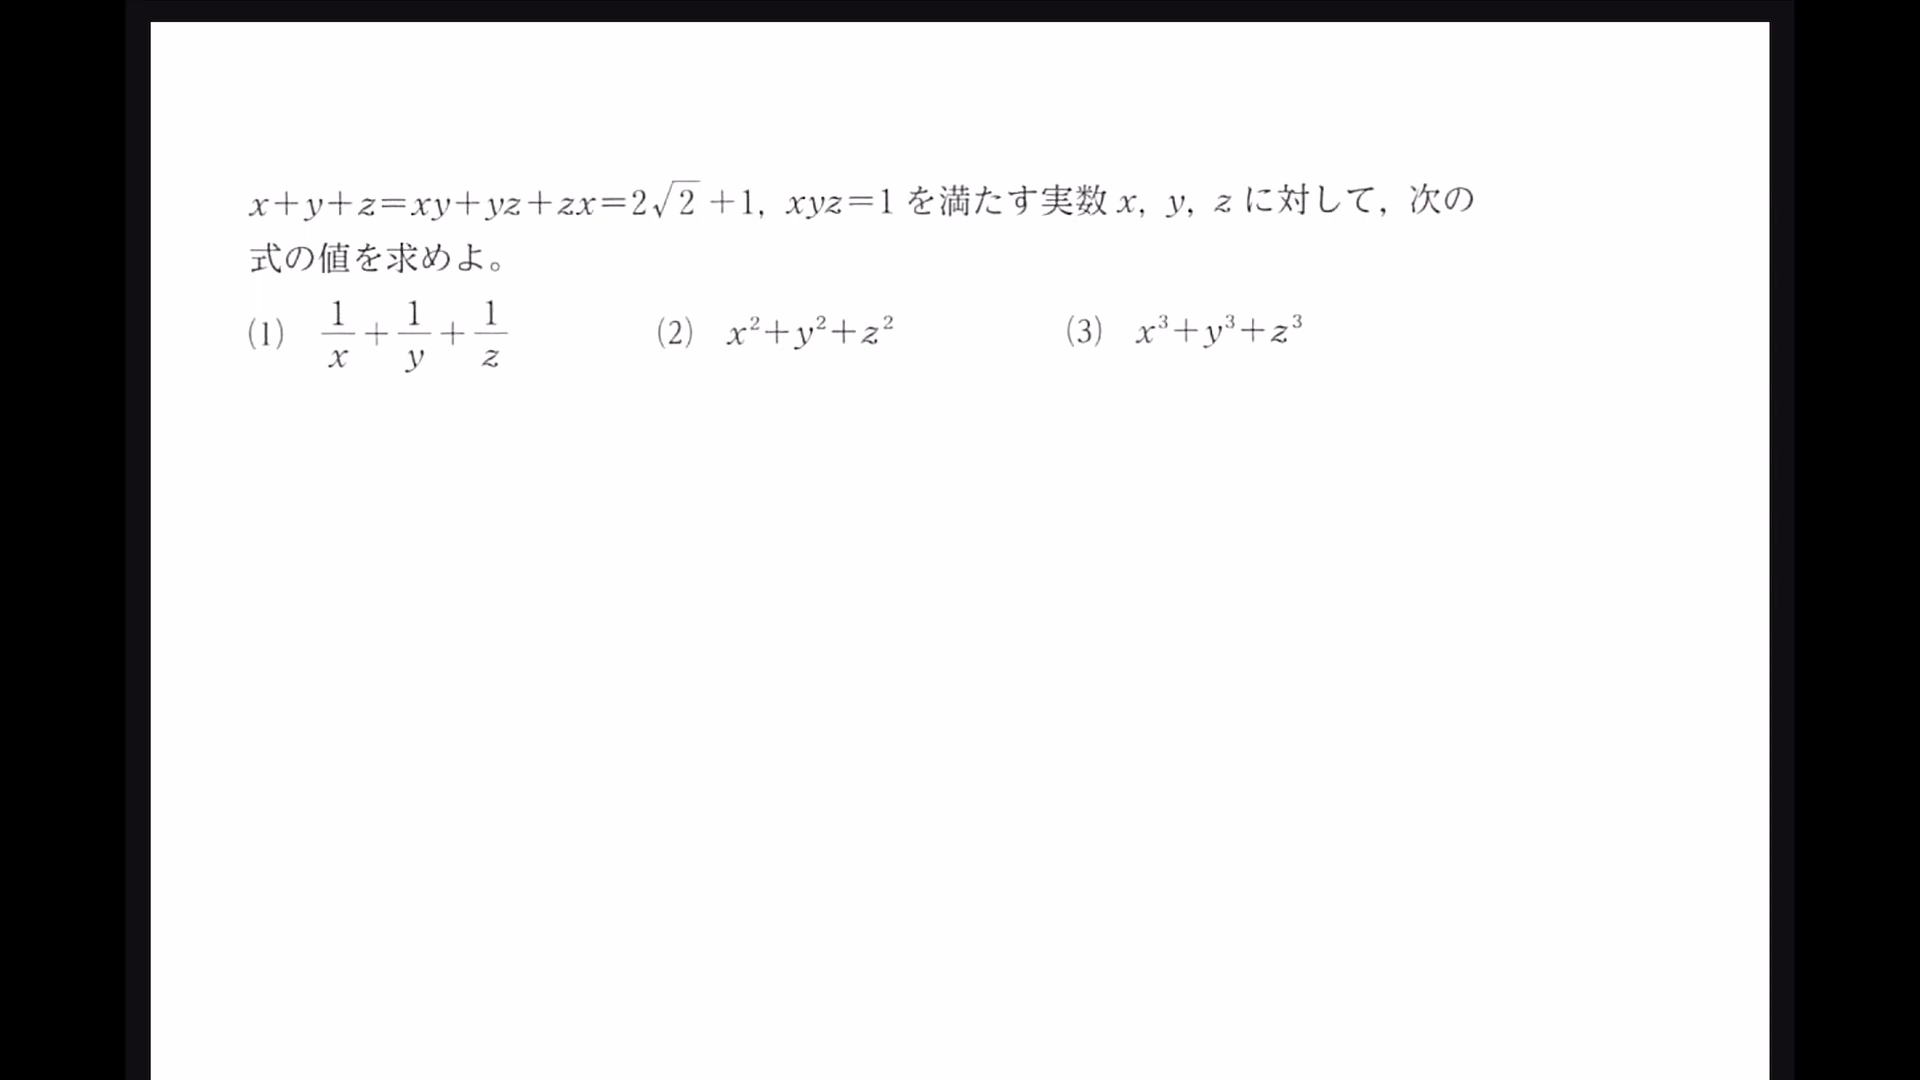 x+y+z=xy+yz+zx=2√2+1, xyz=1 を満たす実数 x, y, z に対して, 次の
式の値を求めよ。
(1) 1/x + 1/y + 1/z (2) x²+y²+z² (3) x³+y³+z³